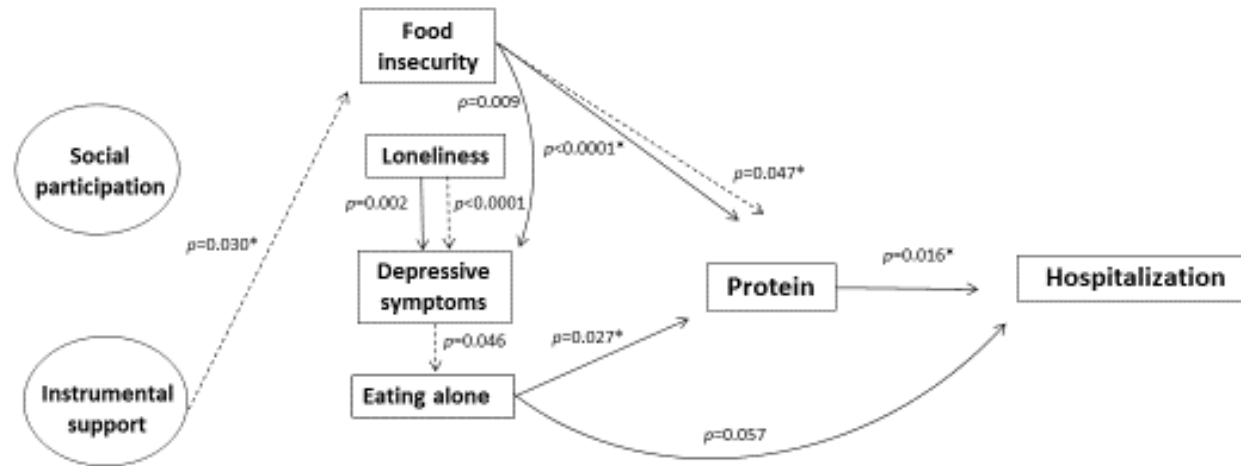 Food
insecurity
p=0.009
Social
participation
Loneliness
p<0.0001*
p=0.047*
p=0.002
p<0.0001
p=0.030*
Depressive
symptoms
Protein
p=0.016*
Hospitalization
p=0.046
p=0.027*
Instrumental
support
Eating alone
p=0.057